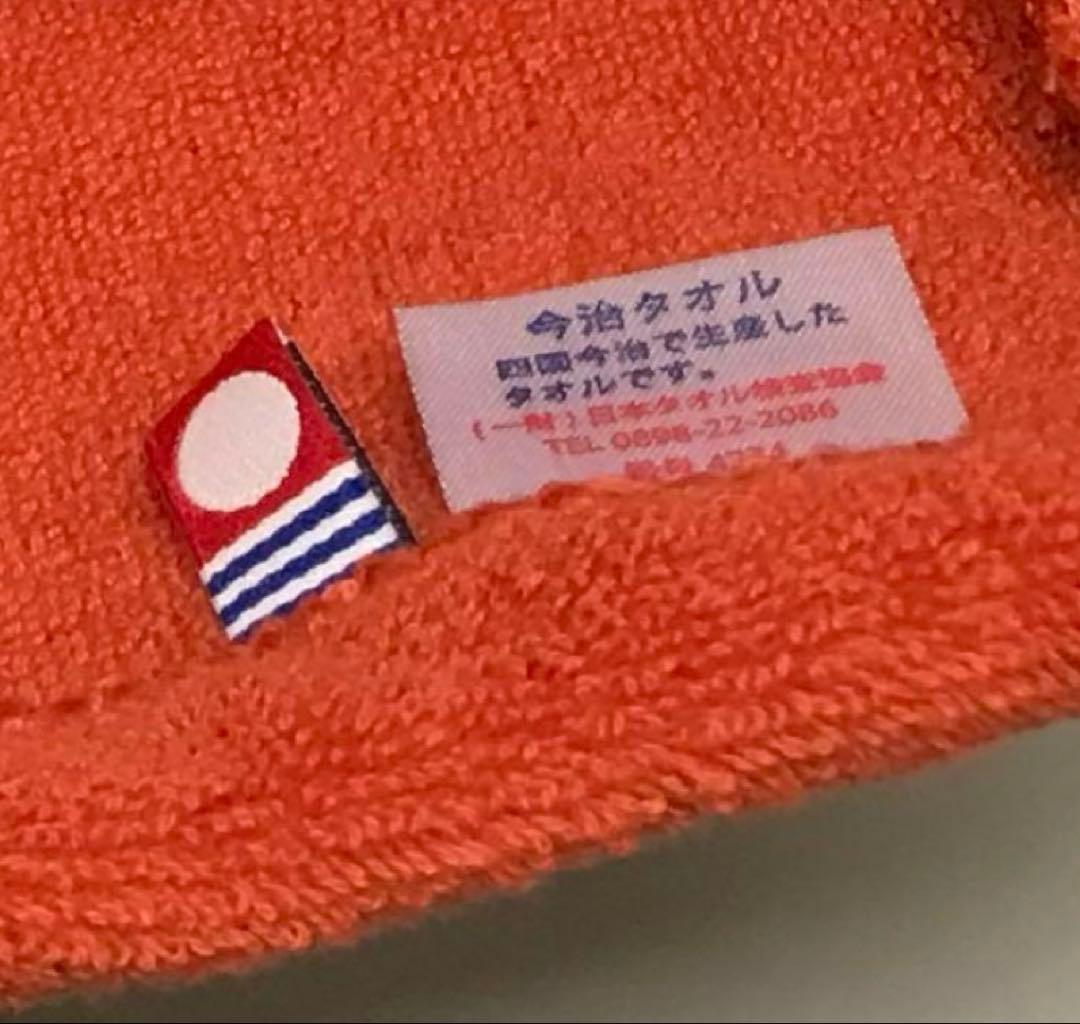 今治タオル
四国今治で生産した
タオルです。
(一財)日本タオル検査協会
TEL 0898-22-2086